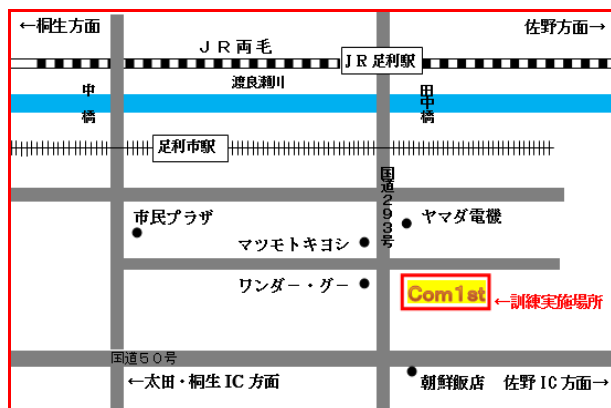 ←桐生方面
佐野方面→
ＪＲ両毛
ＪＲ足利駅
中橋
渡良瀬川
田中橋
足利市駅
国道２９３号
市民プラザ
ヤマダ電機
マツモトキヨシ
ワンダー・グー
Com1st
←訓練実施場所
国道５０号
←太田・桐生IC方面
朝鮮飯店
佐野IC方面→